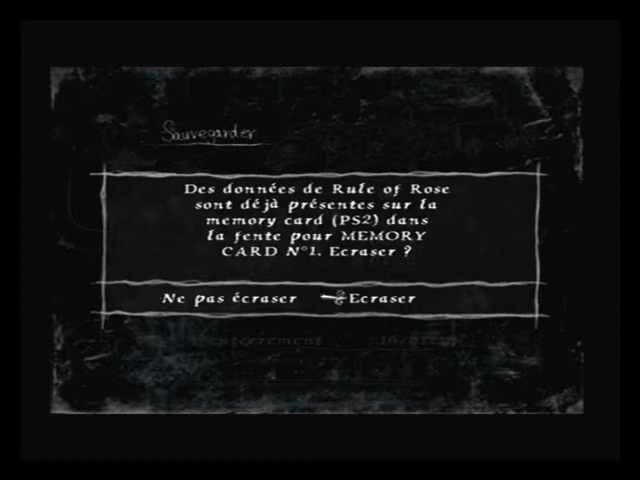 Sauvegarder
Des données de Rule of Rose
sont déjà présentes sur la
memory card (PS2) dans
la fente pour MEMORY
CARD N°1. Ecraser ?
Ne pas écraser Ecraser